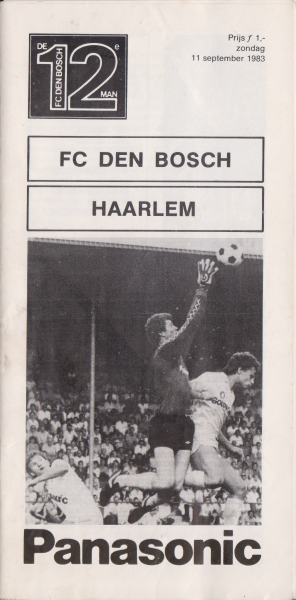 DE 12e MAN
FC DEN BOSCH
Prijs ƒ 1,-
zondag
11 september 1983
FC DEN BOSCH
HAARLEM
Panasonic